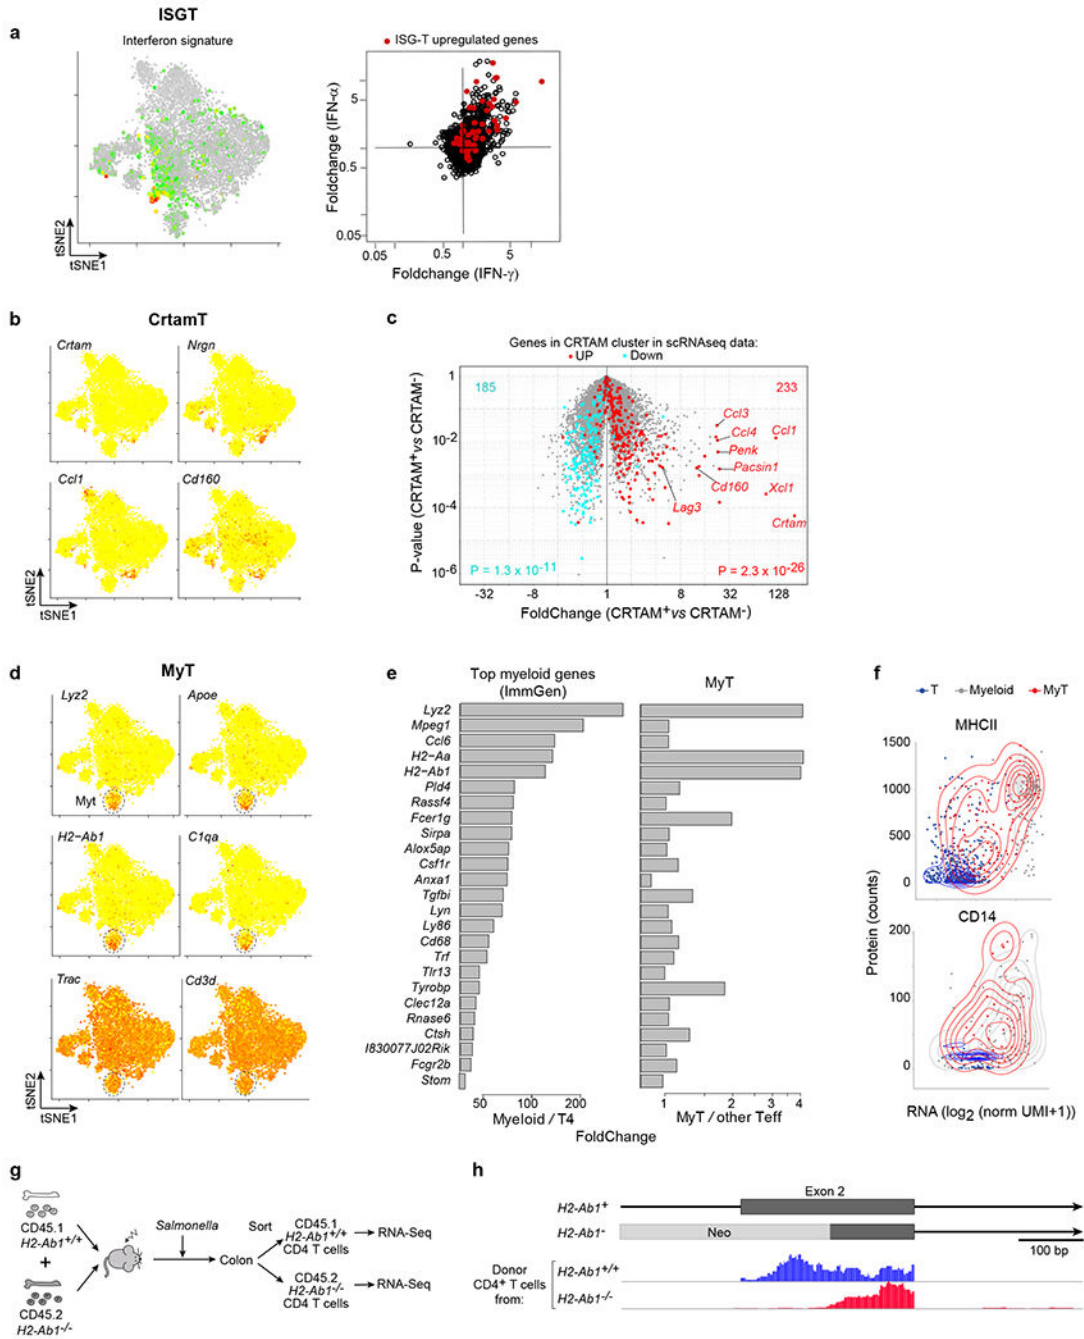 ISGT
a
Interferon signature
ISG-T upregulated genes
Foldchange (IFN-α)
5
0.5
0.05
0.05
0.5
5
Foldchange (IFN-γ)
tSNE2
tSNE1
b
CrtamT
Crtam
Nrgn
Ccl1
Cd160
tSNE2
tSNE1
c
Genes in CRTAM cluster in scRNAseq data:
UP
Down
P-value (CRTAM+ vs CRTAM-)
1
10-2
10-4
10-6
185
233
Ccl3
Ccl4
Ccl1
Penk
Pacsin1
Cd160
Xcl1
Lag3
Crtam
P = 1.3 x 10-11
P = 2.3 x 10-26
-32
-8
1
8
32
128
FoldChange (CRTAM+ vs CRTAM-)
d
MyT
Lyz2
Apoe
Myt
H2−Ab1
C1qa
Trac
Cd3d
tSNE2
tSNE1
e
Top myeloid genes
(ImmGen)
MyT
Lyz2
Mpeg1
Ccl6
H2−Aa
H2−Ab1
Pld4
Rassf4
Fcer1g
Sirpa
Alox5ap
Csf1r
Anxa1
Tgfbi
Lyn
Ly86
Cd68
Trf
Tlr13
Tyrobp
Clec12a
Rnase6
Ctsh
I830077J02Rik
Fcgr2b
Stom
50
100
200
Myeloid / T4
1
2
3
4
MyT / other Teff
FoldChange
f
T
Myeloid
MyT
MHCII
1500
1000
500
0
Protein (counts)
CD14
200
100
0
RNA (log2 (norm UMI+1))
g
CD45.1
H2-Ab1+/+
+
CD45.2
H2-Ab1-/-
Salmonella
Colon
Sort
CD45.1
H2-Ab1+/+
CD4 T cells
RNA-Seq
CD45.2
H2-Ab1-/-
CD4 T cells
RNA-Seq
h
Exon 2
H2-Ab1+
H2-Ab1-
Neo
100 bp
Donor
CD4+ T cells
from:
H2-Ab1+/+
H2-Ab1-/-